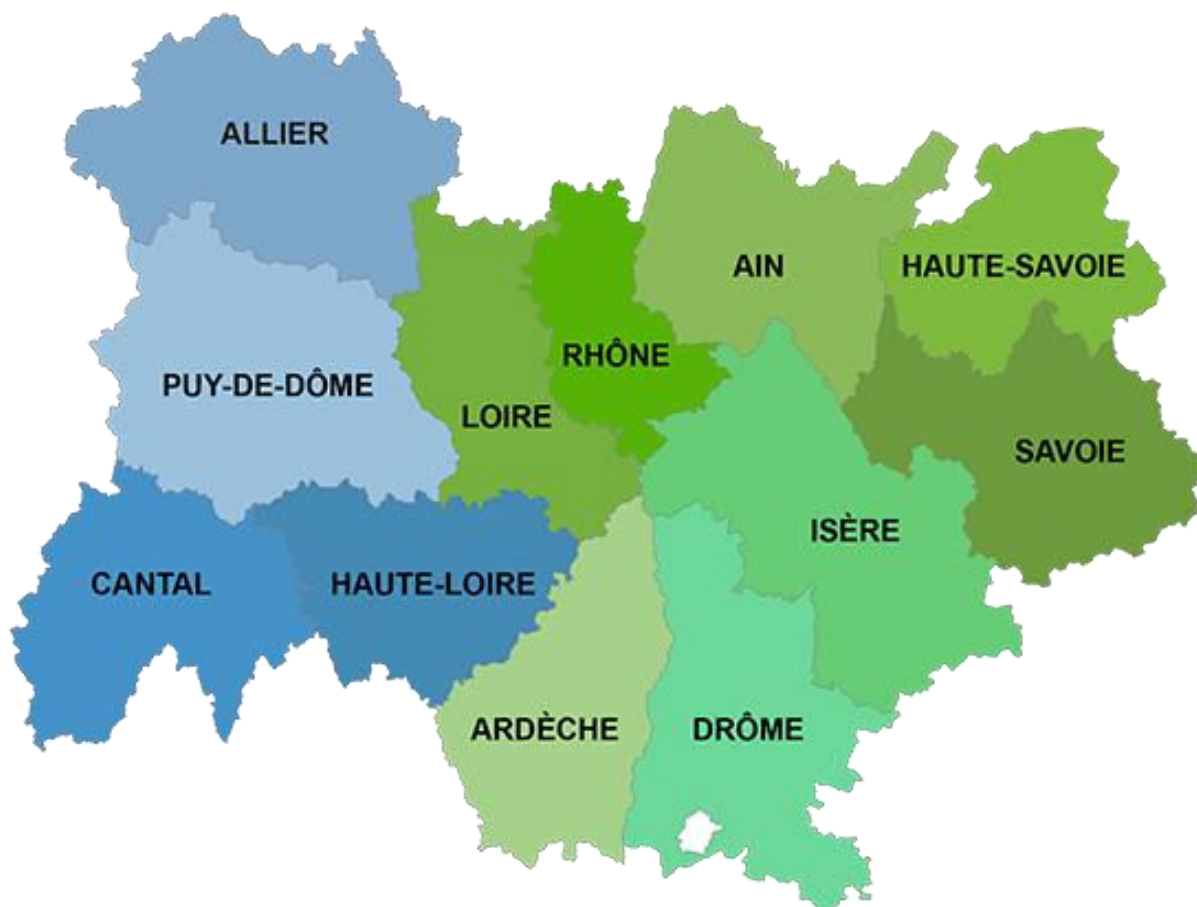 ALLIER
AIN
HAUTE-SAVOIE
RHÔNE
PUY-DE-DÔME
LOIRE
SAVOIE
ISÈRE
CANTAL
HAUTE-LOIRE
ARDÈCHE
DRÔME